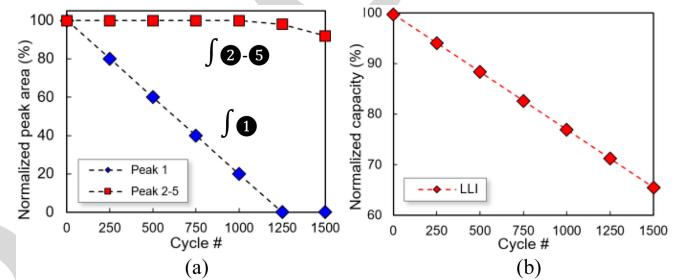 100
80
60
40
20
0
Normalized peak area (%)
∫ ❷-❺
∫ ❶
Peak 1
Peak 2-5
0 250 500 750 1000 1250 1500
Cycle #
(a)
100
90
80
70
60
Normalized capacity (%)
LLI
0 250 500 750 1000 1250 1500
Cycle #
(b)